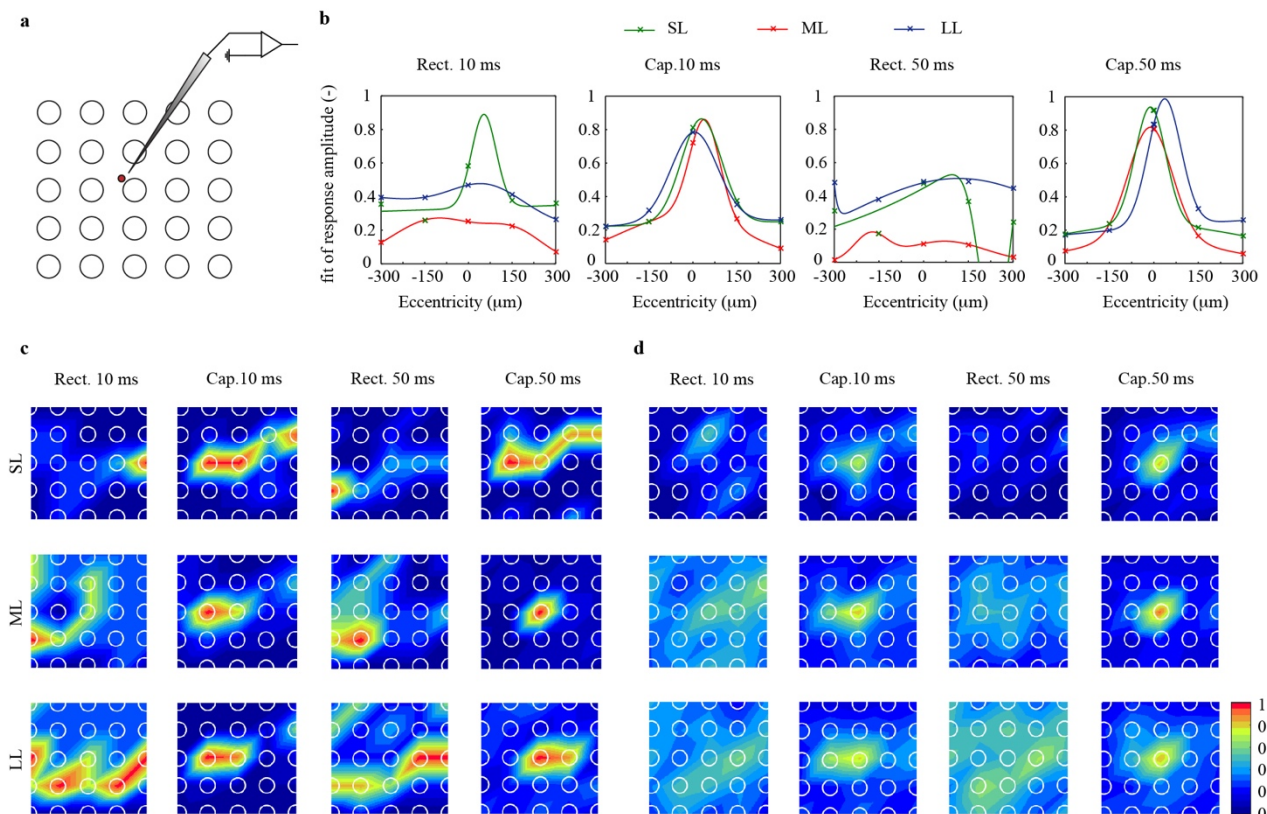 a
b
SL ML LL
Rect. 10 ms Cap.10 ms Rect. 50 ms Cap.50 ms
fit of response amplitude (-)
1 1 1 1
0.8 0.8 0.8 0.8
0.6 0.6 0.6 0.6
0.4 0.4 0.4 0.4
0.2 0.2 0.2 0.2
0 0 0 0
-300 -150 0 150 300 -300 -150 0 150 300 -300 -150 0 150 300 -300 -150 0 150 300
Eccentricity (μm) Eccentricity (μm) Eccentricity (μm) Eccentricity (μm)
c d
Rect. 10 ms Cap.10 ms Rect. 50 ms Cap.50 ms Rect. 10 ms Cap.10 ms Rect. 50 ms Cap.50 ms
SL
ML
LL
1
0
0
0
0
0